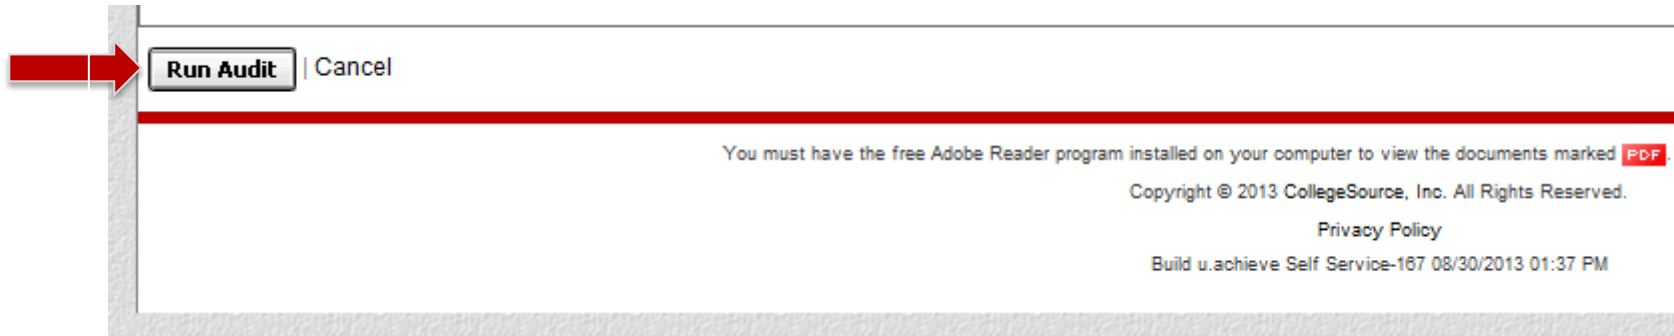 Run Audit | Cancel
You must have the free Adobe Reader program installed on your computer to view the documents marked PDF.
Copyright © 2013 CollegeSource, Inc. All Rights Reserved.
Privacy Policy
Build u.achieve Self Service-167 08/30/2013 01:37 PM